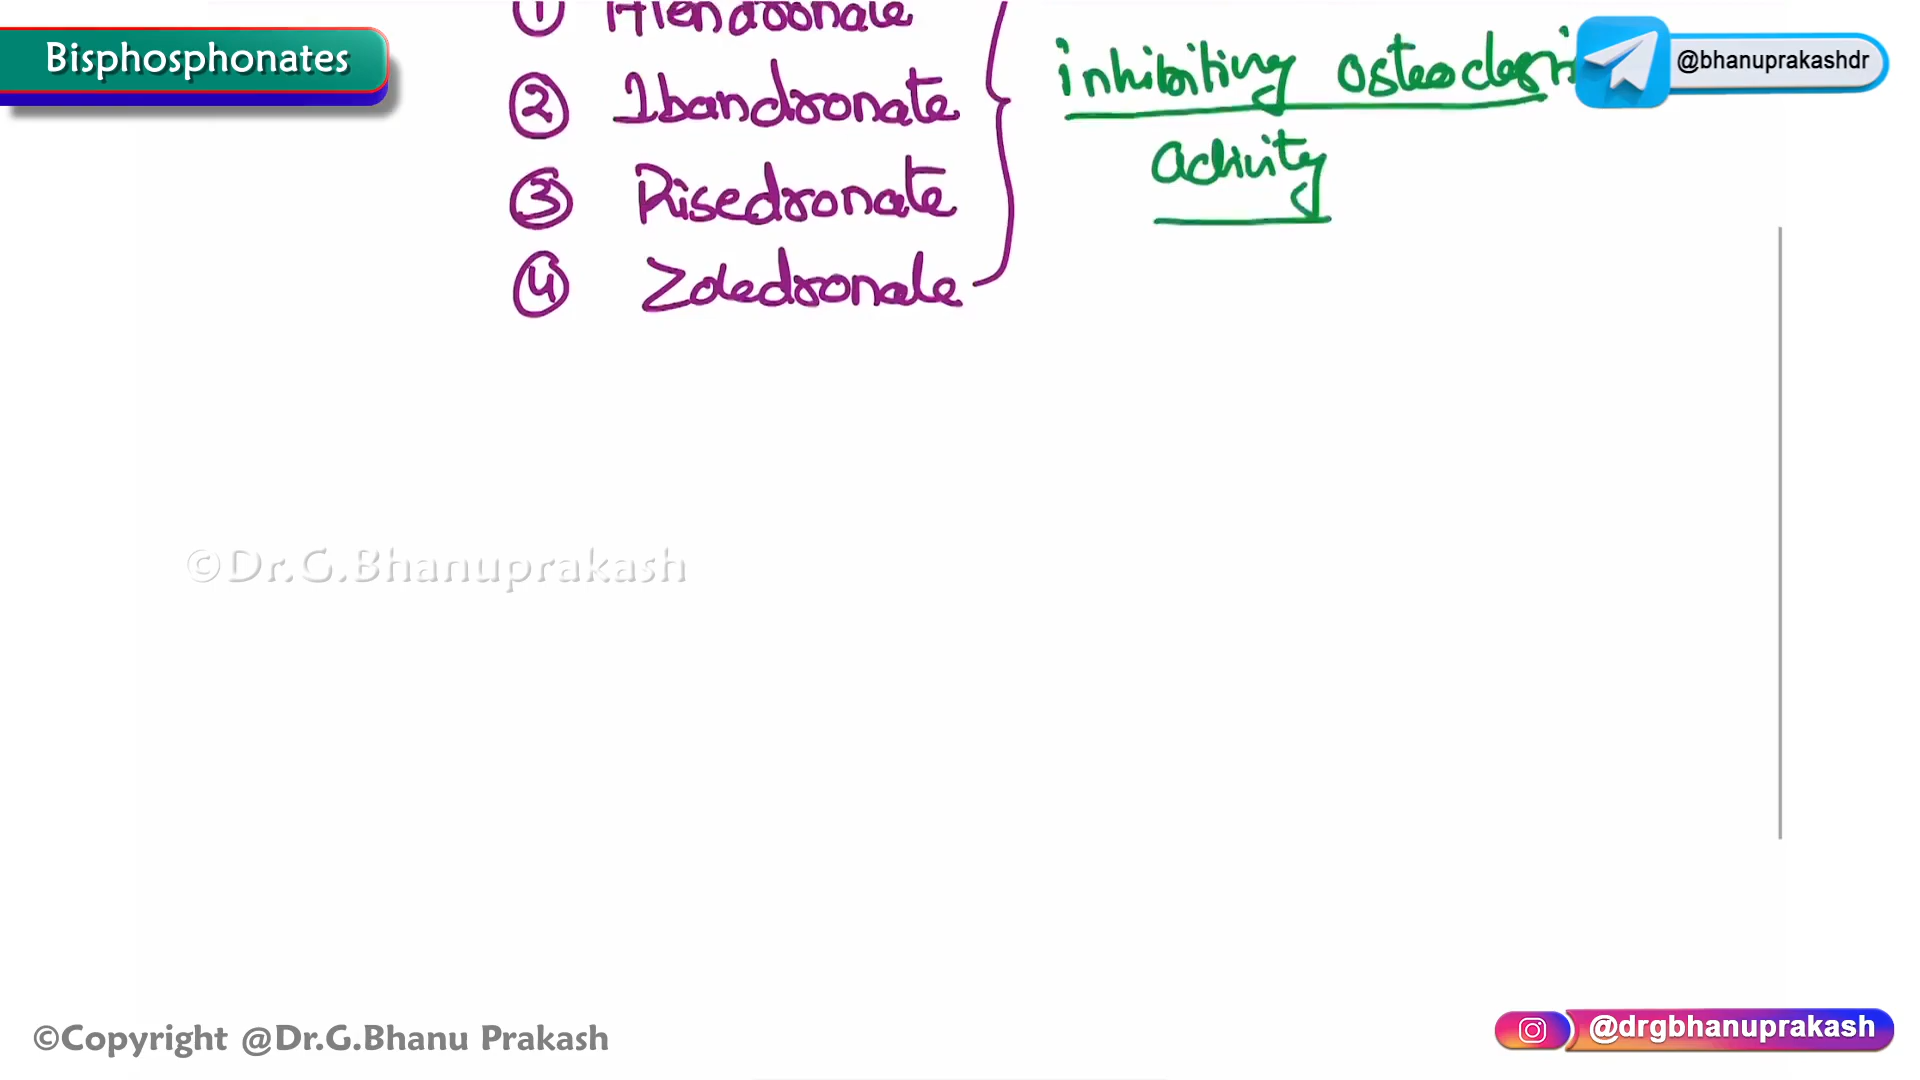 Bisphosphonates
① Alendronate
② Ibandronate
③ Risedronate
④ Zoledronate
inhibiting osteoclasti
activity
@bhanuprakashdr
©Dr.G.Bhanuprakash
©Copyright @Dr.G.Bhanu Prakash
@drgbhanuprakash